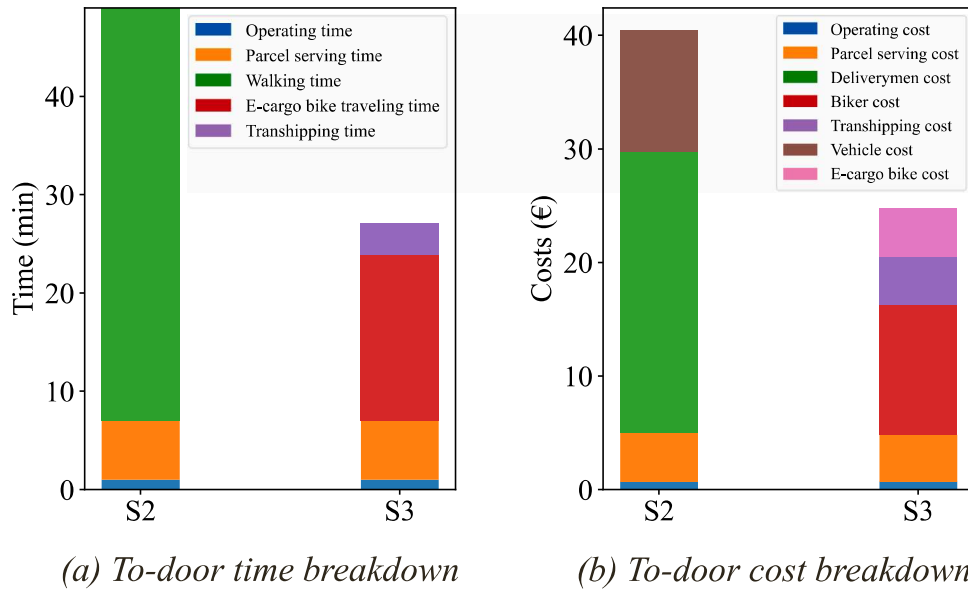 Operating time
Parcel serving time
Walking time
E-cargo bike traveling time
Transhipping time
Time (min)
40
30
20
10
0
S2
S3
(a) To-door time breakdown
Operating cost
Parcel serving cost
Deliverymen cost
Biker cost
Transhipping cost
Vehicle cost
E-cargo bike cost
Costs (€)
40
30
20
10
0
S2
S3
(b) To-door cost breakdown